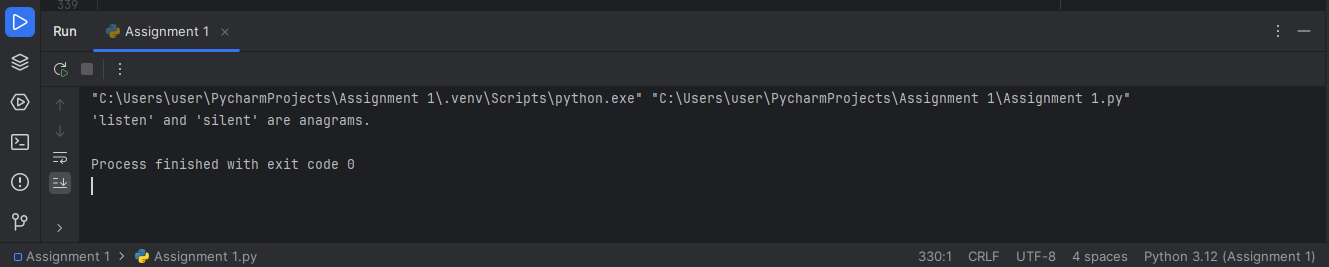 339
Run
Assignment 1
"C:\Users\user\PycharmProjects\Assignment 1\.venv\Scripts\python.exe" "C:\Users\user\PycharmProjects\Assignment 1\Assignment 1.py"
'listen' and 'silent' are anagrams.
Process finished with exit code 0
Assignment 1 > Assignment 1.py 330:1 CRLF UTF-8 4 spaces Python 3.12 (Assignment 1)